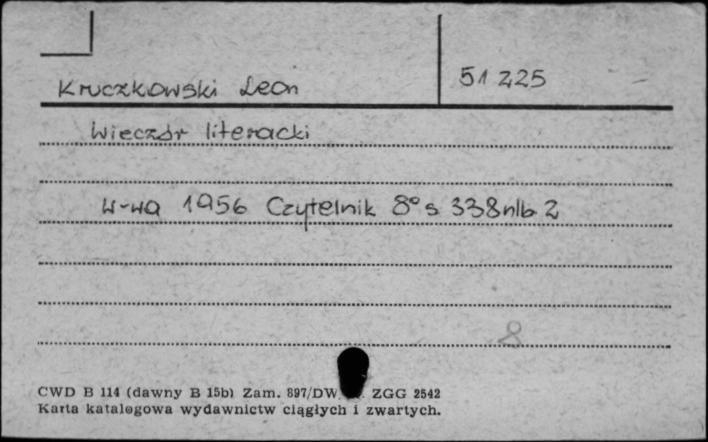 Kruczkowski Leon
51 225
Wieczór literacki
W-wa 1956 Czytelnik 8° s 338 nlb 2
8
CWD B 114 (dawny B 15b) Zam. 897/DW ZGG 2542
Karta katalogowa wydawnictw ciągłych i zwartych.